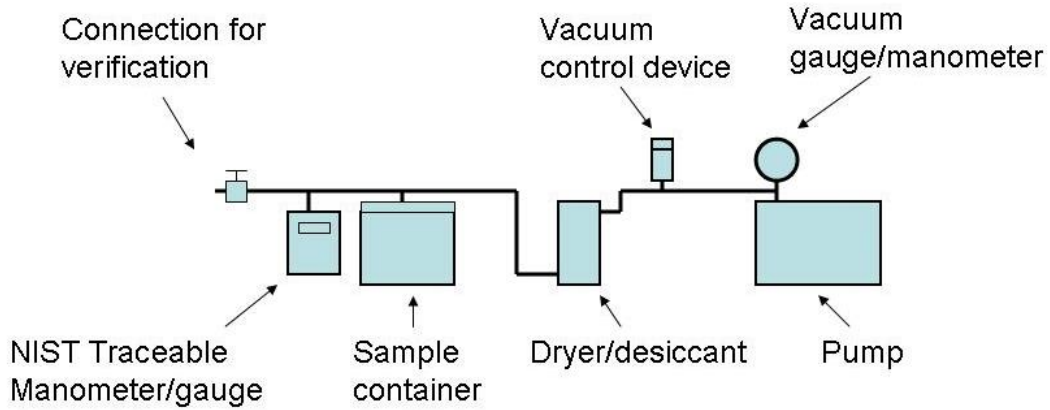 Connection for
verification
Vacuum
control device
Vacuum
gauge/manometer
NIST Traceable
Manometer/gauge
Sample
container
Dryer/desiccant
Pump